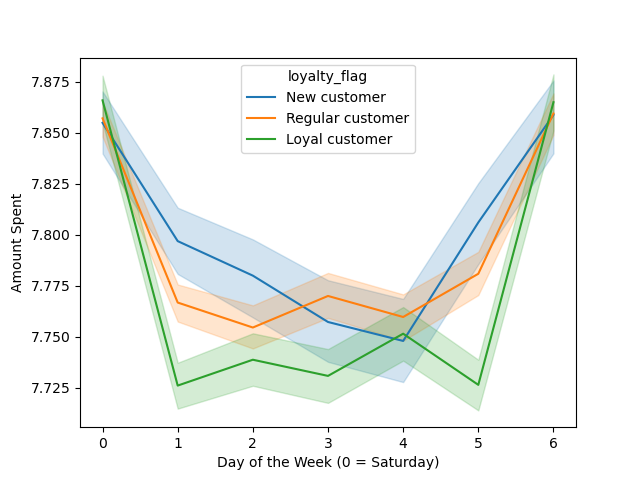 loyalty_flag
New customer
Regular customer
Loyal customer
7.875
7.850
7.825
7.800
7.775
7.750
7.725
Amount Spent
0 1 2 3 4 5 6
Day of the Week (0 = Saturday)